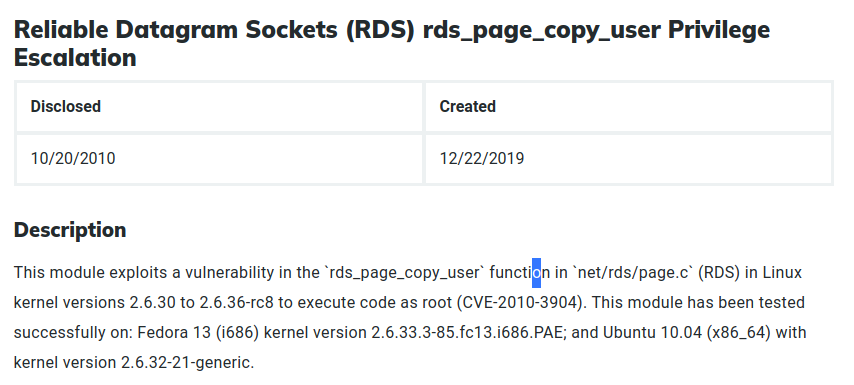 Reliable Datagram Sockets (RDS) rds_page_copy_user Privilege
Escalation
Disclosed
Created
10/20/2010
12/22/2019
Description
This module exploits a vulnerability in the `rds_page_copy_user` function in `net/rds/page.c` (RDS) in Linux
kernel versions 2.6.30 to 2.6.36-rc8 to execute code as root (CVE-2010-3904). This module has been tested
successfully on: Fedora 13 (i686) kernel version 2.6.33.3-85.fc13.i686.PAE; and Ubuntu 10.04 (x86_64) with
kernel version 2.6.32-21-generic.